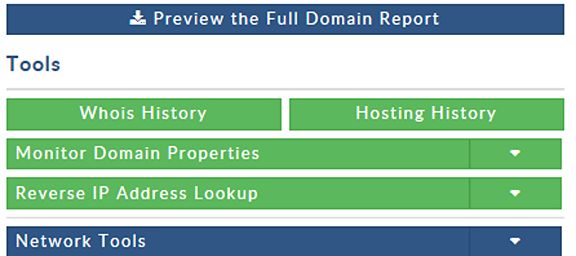 Preview the Full Domain Report
Tools
Whois History
Hosting History
Monitor Domain Properties
Reverse IP Address Lookup
Network Tools